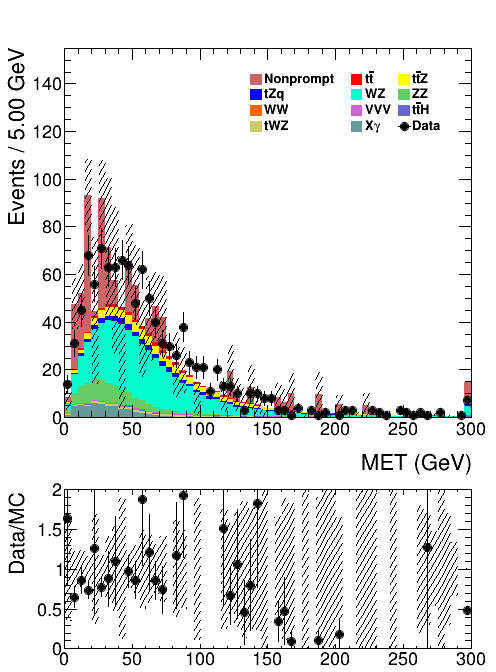 Events / 5.00 GeV
140
120
100
80
60
40
20
0
Nonprompt tt̄ tt̄Z
tZq WZ ZZ
WW VVV tt̄H
tWZ Xγ Data
0 50 100 150 200 250 300
MET (GeV)
Data/MC
2
1.5
1
0.5
0
0 50 100 150 200 250 300